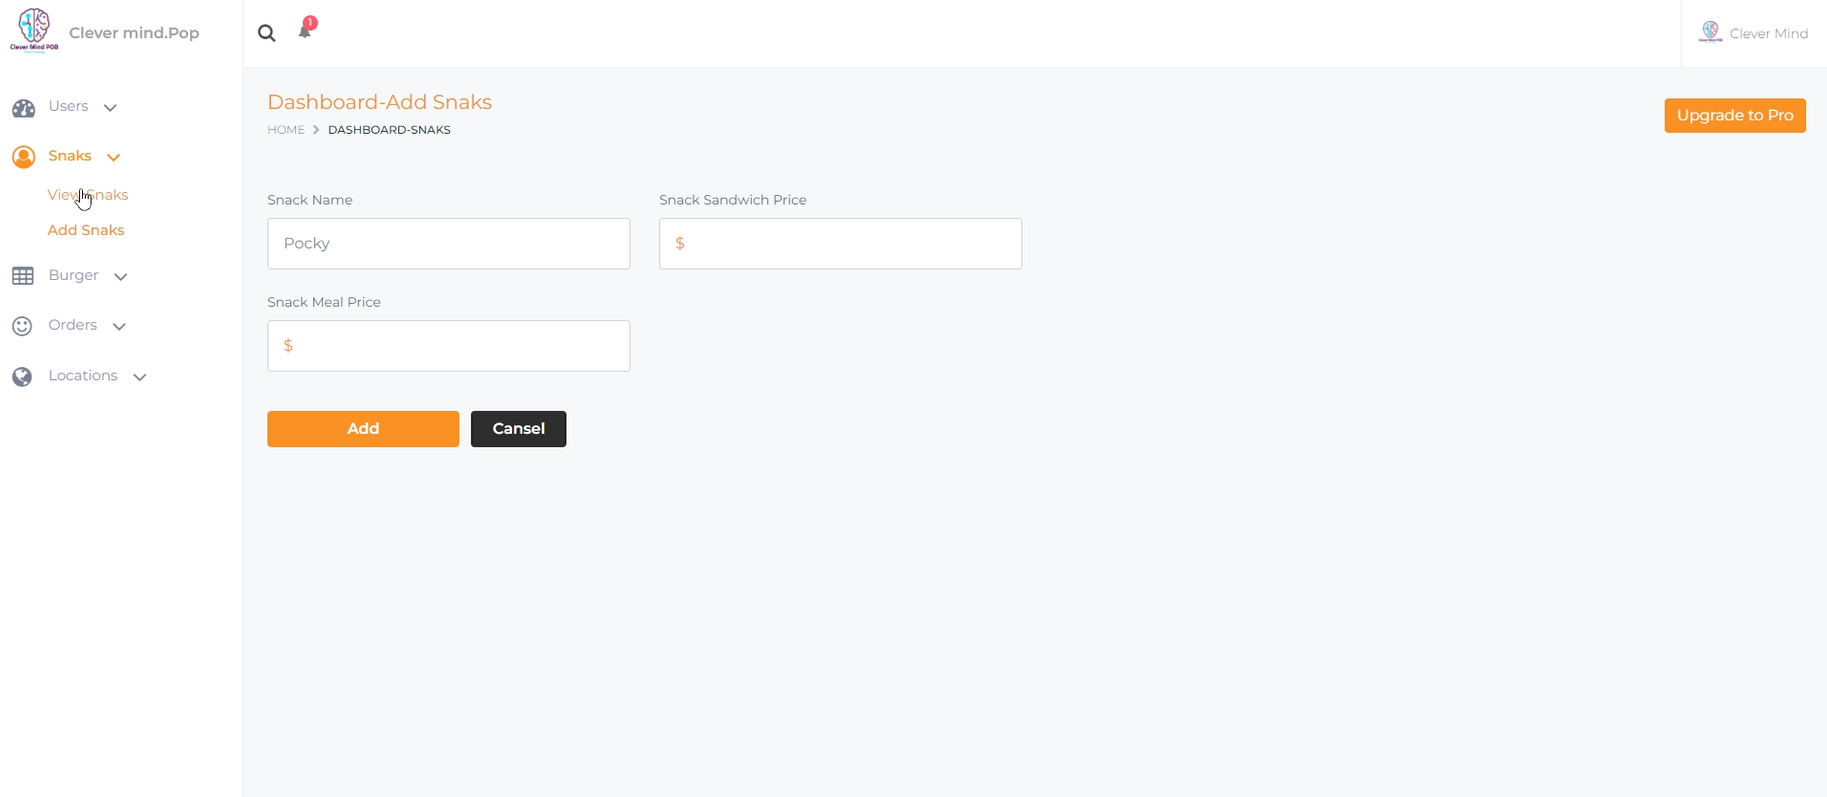 Clever Mind POB
Clever mind.Pop
1
Clever Mind
Users
Snaks
View Snaks
Add Snaks
Burger
Orders
Locations
Dashboard-Add Snaks
HOME > DASHBOARD-SNAKS
Upgrade to Pro
Snack Name
Snack Sandwich Price
Pocky
$
Snack Meal Price
$
Add
Cansel